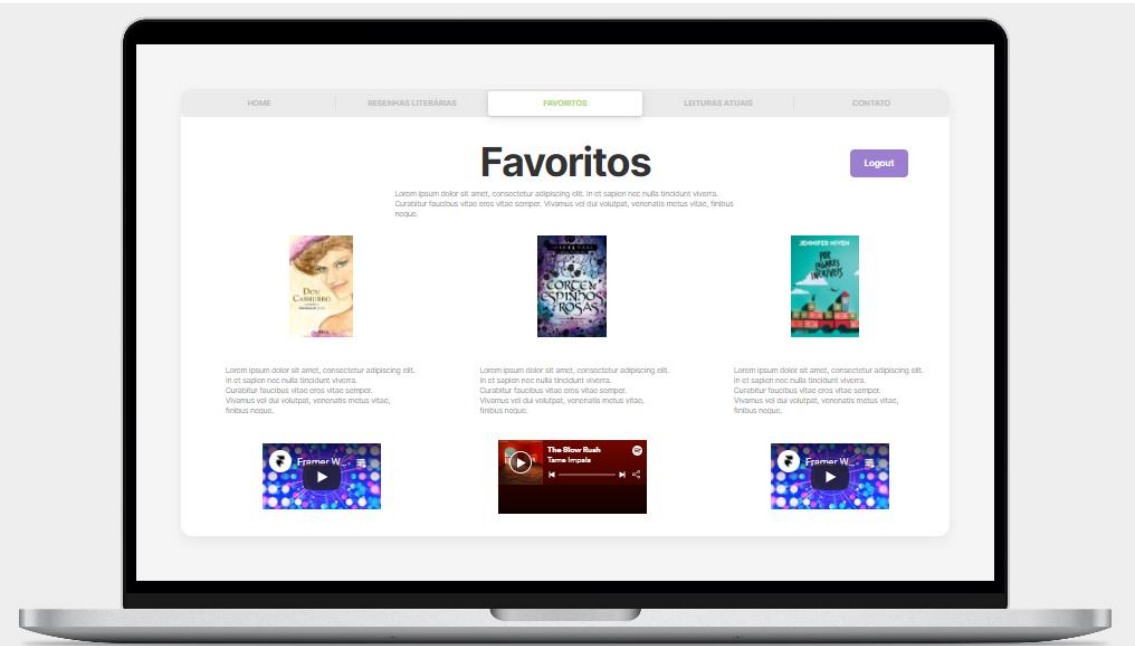 HOME
RESENHAS LITERÁRIAS
FAVORITOS
LEITURAS ATUAIS
CONTATO
Favoritos
Logout
Lorem ipsum dolor sit amet, consectetur adipiscing elit. In et sapien nec nulla tincidunt viverra.
Curabitur faucibus vitae eros vitae semper. Vivamus vel dui volutpat, venenatis metus vitae, finibus
neque.
DOM
CASMURRO
CORTE DE
ESPINHOS
E ROSAS
JENNIFER NIVEN
POR
LUGARES
INCRÍVEIS
Lorem ipsum dolor sit amet, consectetur adipiscing elit.
In et sapien nec nulla tincidunt viverra.
Curabitur faucibus vitae eros vitae semper.
Vivamus vel dui volutpat, venenatis metus vitae,
finibus neque.
Lorem ipsum dolor sit amet, consectetur adipiscing elit.
In et sapien nec nulla tincidunt viverra.
Curabitur faucibus vitae eros vitae semper.
Vivamus vel dui volutpat, venenatis metus vitae,
finibus neque.
Lorem ipsum dolor sit amet, consectetur adipiscing elit.
In et sapien nec nulla tincidunt viverra.
Curabitur faucibus vitae eros vitae semper.
Vivamus vel dui volutpat, venenatis metus vitae,
finibus neque.
Framer W...
The Slow Rush
Tame Impala
Framer W...